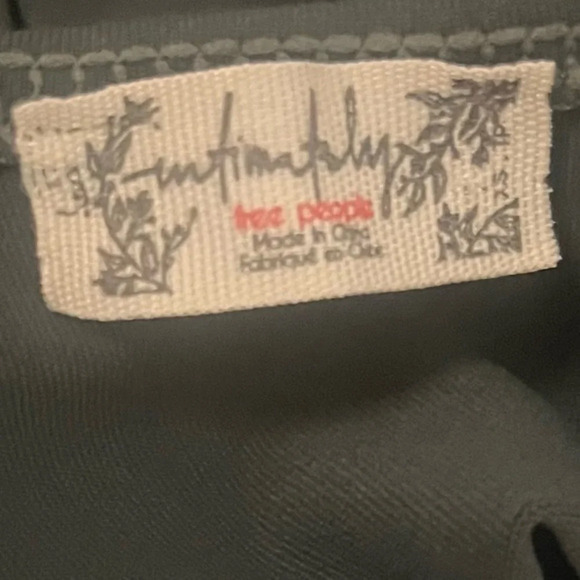 Intimately
free people
Made in China
Fabriqué en Chine